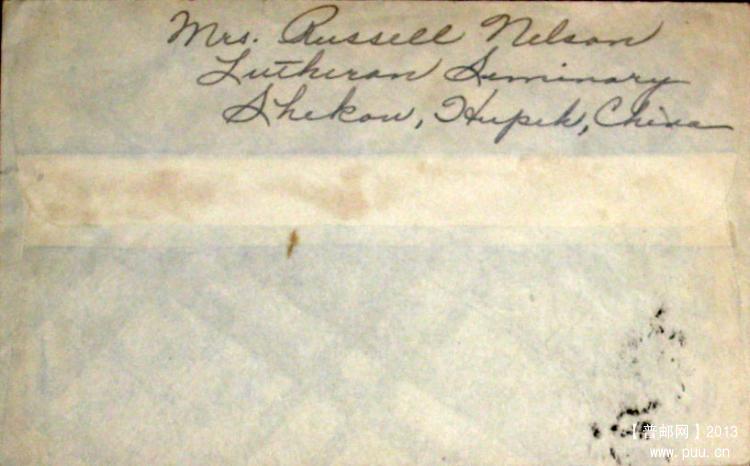 Mrs. Russell Nelson
Lutheran Seminary
Shekow, Hupeh, China
【普邮网】2013
www.puu.cn